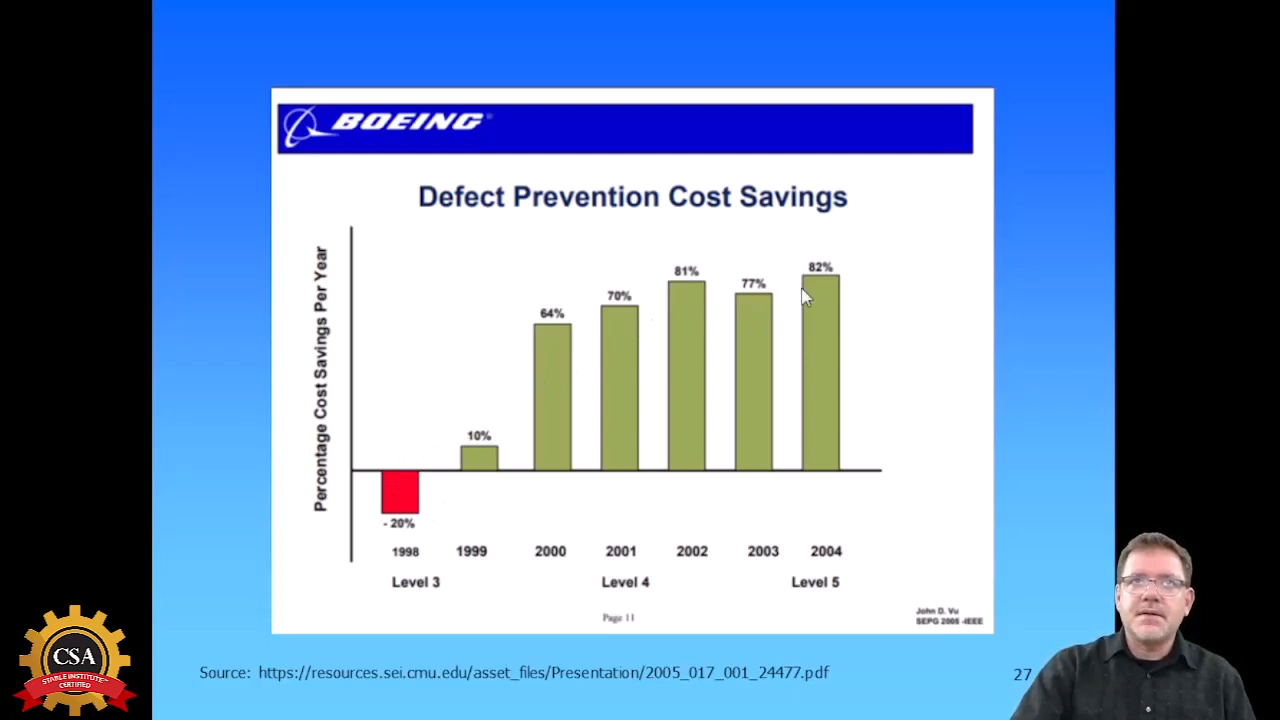 BOEING®
Defect Prevention Cost Savings
Percentage Cost Savings Per Year
- 20%
10%
64%
70%
81%
77%
82%
1998 1999 2000 2001 2002 2003 2004
Level 3 Level 4 Level 5
Page 11
John D. Vu
SEPG 2005 -IEEE
Source: https://resources.sei.cmu.edu/asset_files/Presentation/2005_017_001_24477.pdf
27
CSA
STABLE INSTITUTE™
CERTIFIED